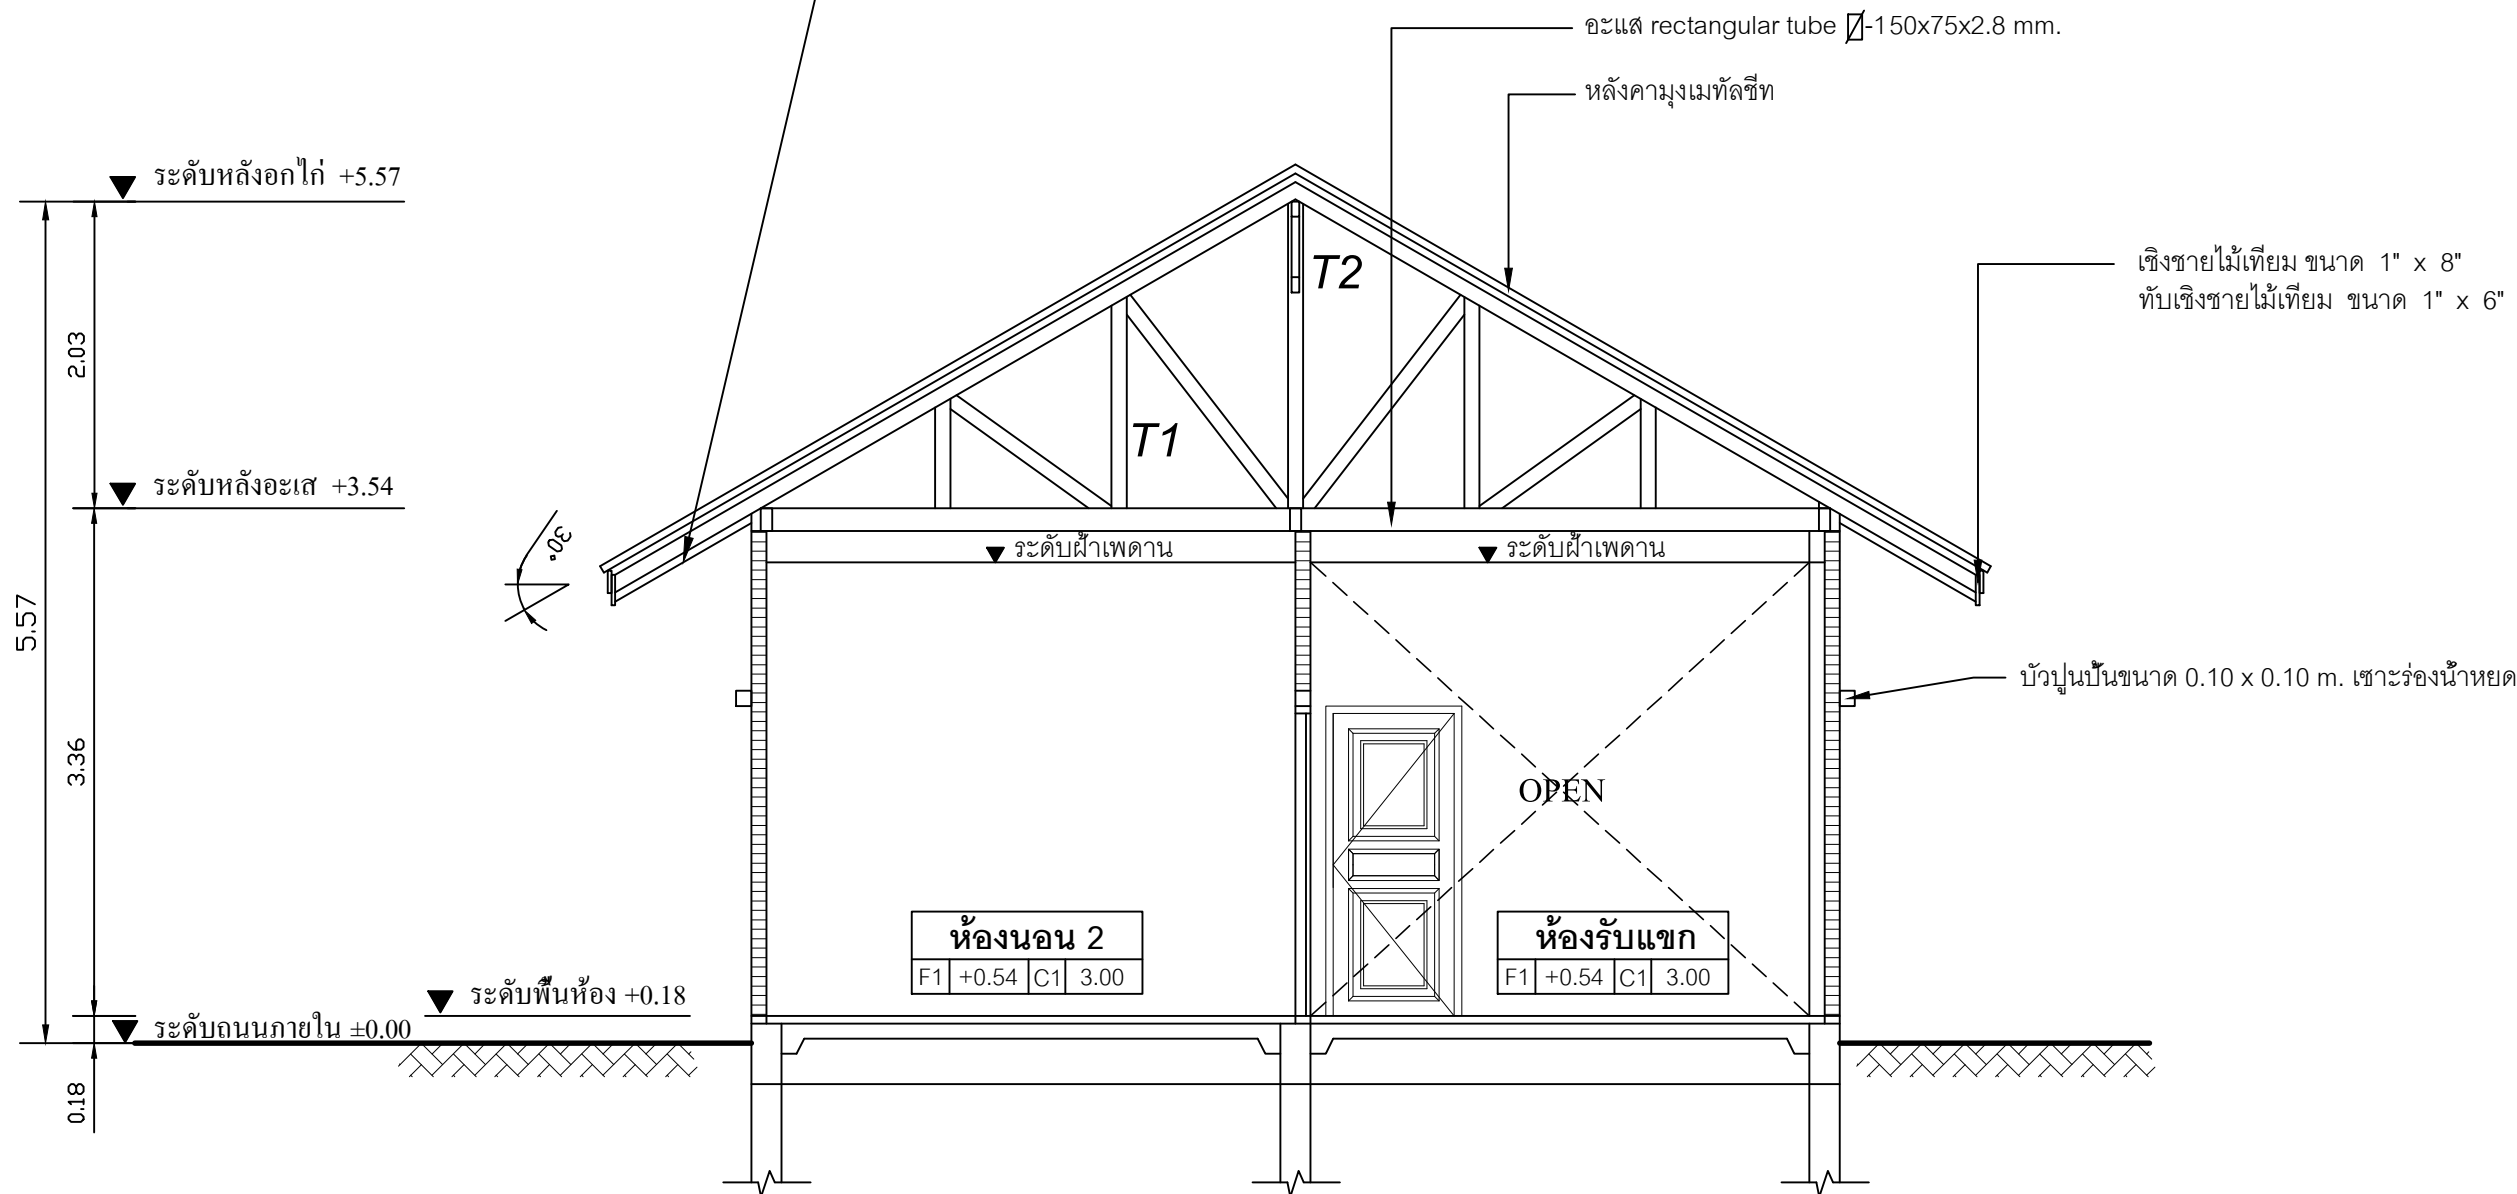 อะแส rectangular tube -150x75x2.8 mm.
หลังคามุงเมทัลชีท
ระดับหลังอกไก่ +5.57
T2
เชิงชายไม้เทียม ขนาด 1" x 8"
ทับเชิงชายไม้เทียม ขนาด 1" x 6"
2.03
T1
ระดับหลังอะเส +3.54
30°
ระดับฝ้าเพดาน
ระดับฝ้าเพดาน
5.57
บัวปูนปั้นขนาด 0.10 x 0.10 m. เซาะร่องน้ำหยด
3.36
OPEN
ห้องนอน 2
F1 +0.54 C1 3.00
ห้องรับแขก
F1 +0.54 C1 3.00
ระดับพื้นห้อง +0.18
ระดับถนนภายใน ±0.00
0.18